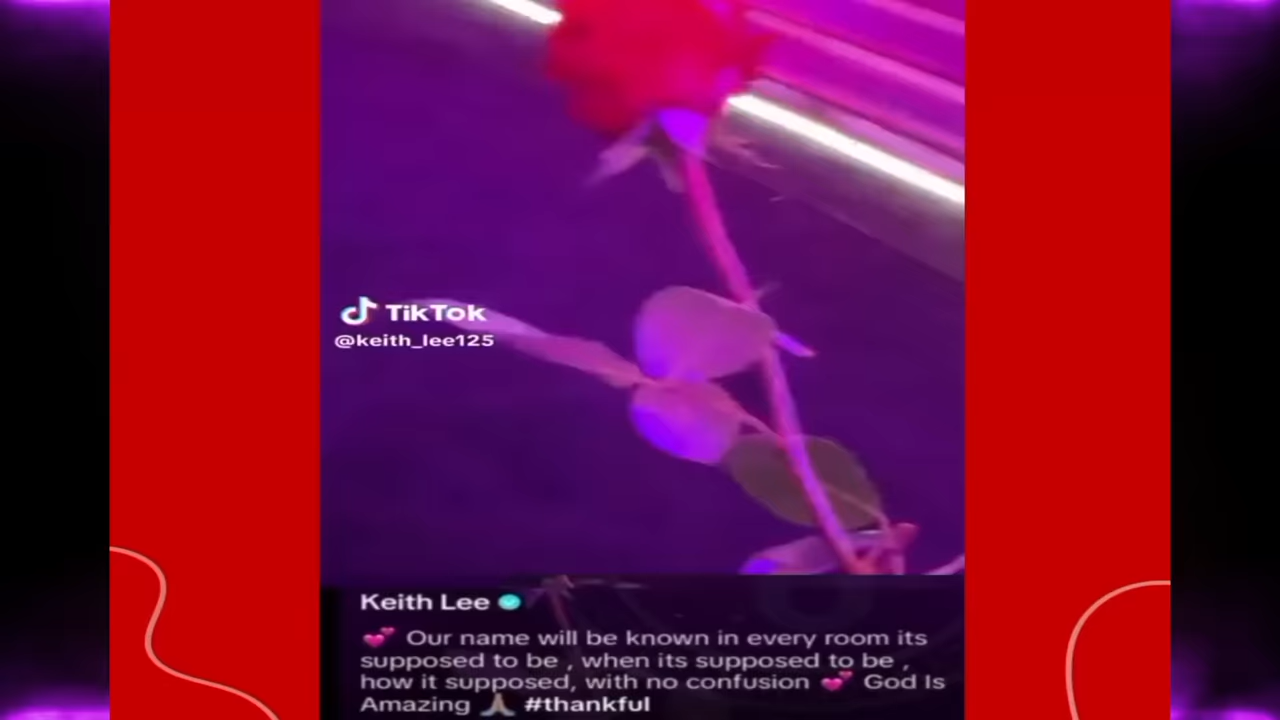 TikTok
@keith_lee125
Keith Lee
💕 Our name will be known in every room its
supposed to be , when its supposed to be ,
how it supposed, with no confusion 💕 God Is
Amazing 🙏🏼 #thankful